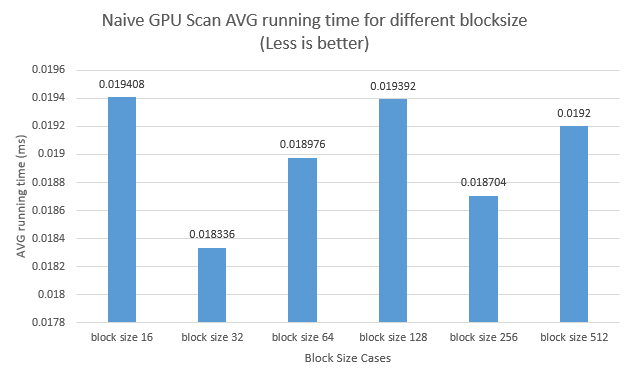 Naive GPU Scan AVG running time for different blocksize
(Less is better)
AVG running time (ms)
0.0196
0.0194
0.0192
0.019
0.0188
0.0186
0.0184
0.0182
0.018
0.0178
0.019408
0.018336
0.018976
0.019392
0.018704
0.0192
block size 16
block size 32
block size 64
block size 128
block size 256
block size 512
Block Size Cases